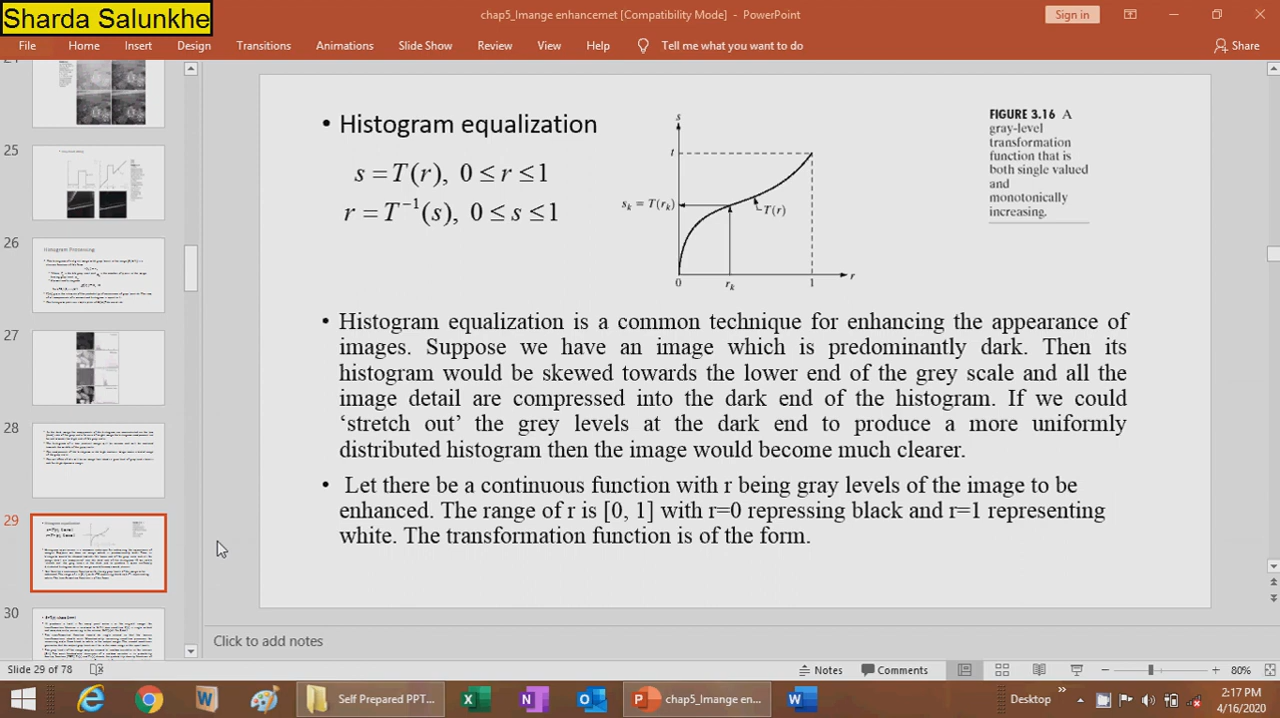 Sharda Salunkhe
chap5_Imange enhancemet [Compatibility Mode] - PowerPoint
Sign in
File Home Insert Design Transitions Animations Slide Show Review View Help Tell me what you want to do Share
25
26
Histogram Processing
27
28
29
30
• Histogram equalization
s = T(r), 0 ≤ r ≤ 1
r = T⁻¹(s), 0 ≤ s ≤ 1
s
1
sₖ = T(rₖ)
T(r)
0 rₖ 1 r
FIGURE 3.16 A
gray-level
transformation
function that is
both single valued
and
monotonically
increasing.
• Histogram equalization is a common technique for enhancing the appearance of
images. Suppose we have an image which is predominantly dark. Then its
histogram would be skewed towards the lower end of the grey scale and all the
image detail are compressed into the dark end of the histogram. If we could
‘stretch out’ the grey levels at the dark end to produce a more uniformly
distributed histogram then the image would become much clearer.
• Let there be a continuous function with r being gray levels of the image to be
enhanced. The range of r is [0, 1] with r=0 repressing black and r=1 representing
white. The transformation function is of the form.
Click to add notes
Slide 29 of 78 Notes Comments 80%
Self Prepared PPT... chap5_Imange en... Desktop 2:17 PM
4/16/2020